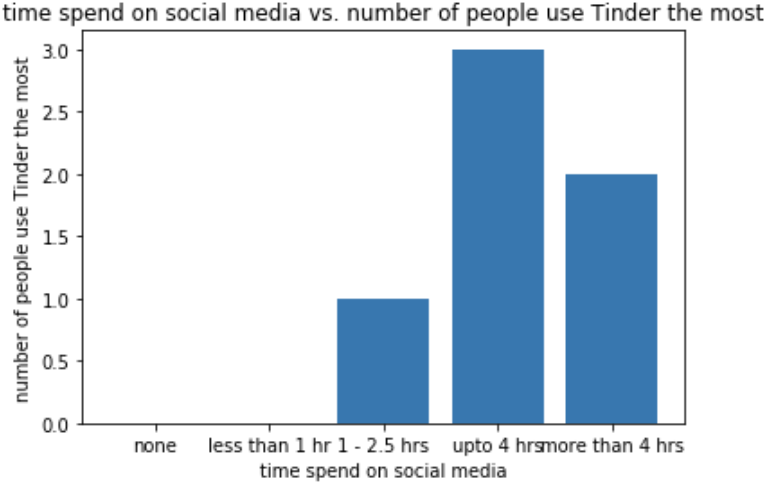 time spend on social media vs. number of people use Tinder the most
number of people use Tinder the most
3.0
2.5
2.0
1.5
1.0
0.5
0.0
none less than 1 hr 1 - 2.5 hrs upto 4 hrs more than 4 hrs
time spend on social media